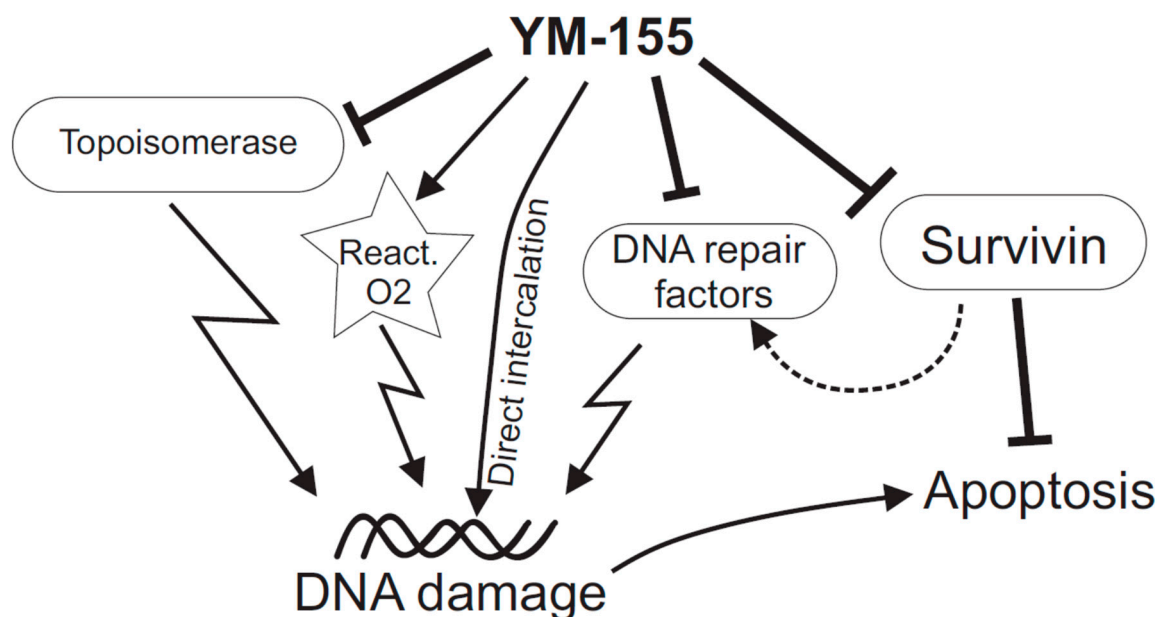 YM-155
Topoisomerase
React.
O2
Direct intercalation
DNA repair
factors
Survivin
Apoptosis
DNA damage